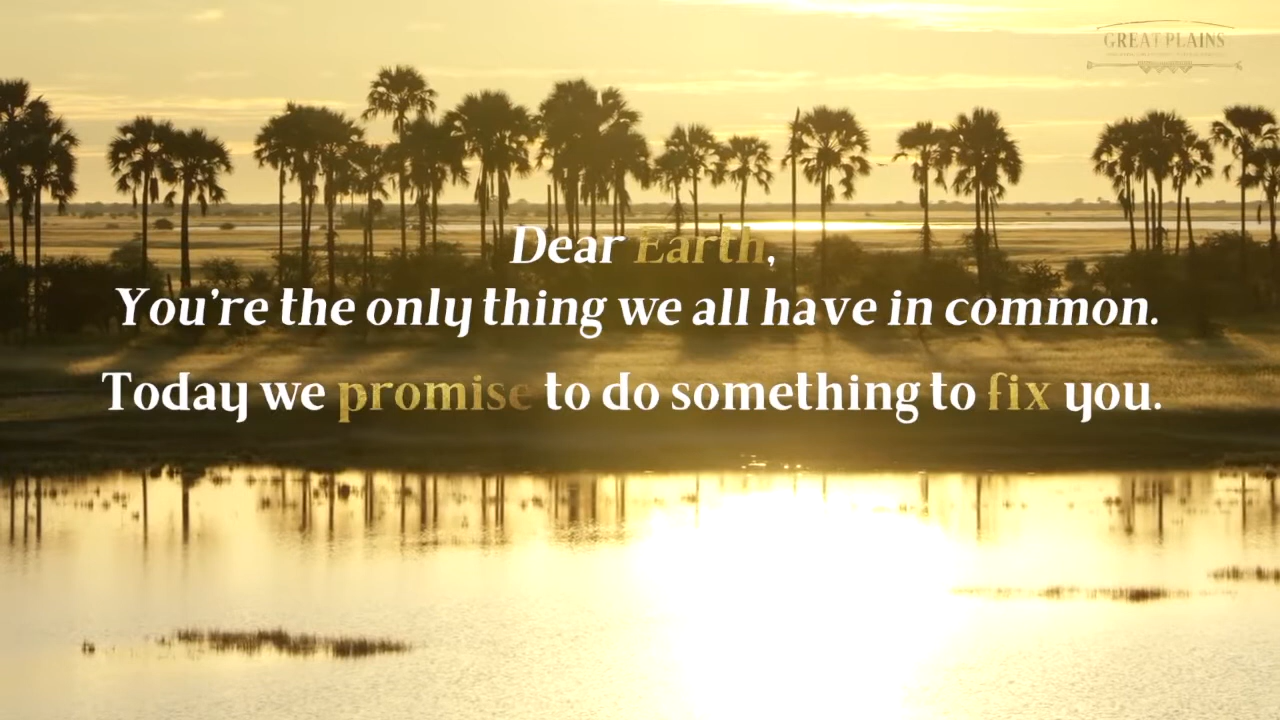 GREAT PLAINS
Dear Earth,
You're the only thing we all have in common.
Today we promise to do something to fix you.